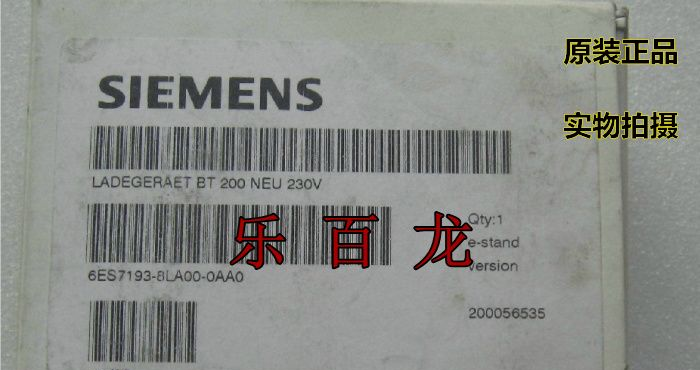 原装正品
SIEMENS
实物拍摄
LADEGERAET BT 200 NEU 230V
乐百龙
Qty:1
e-stand
version
6ES7193-8LA00-0AA0
200056535